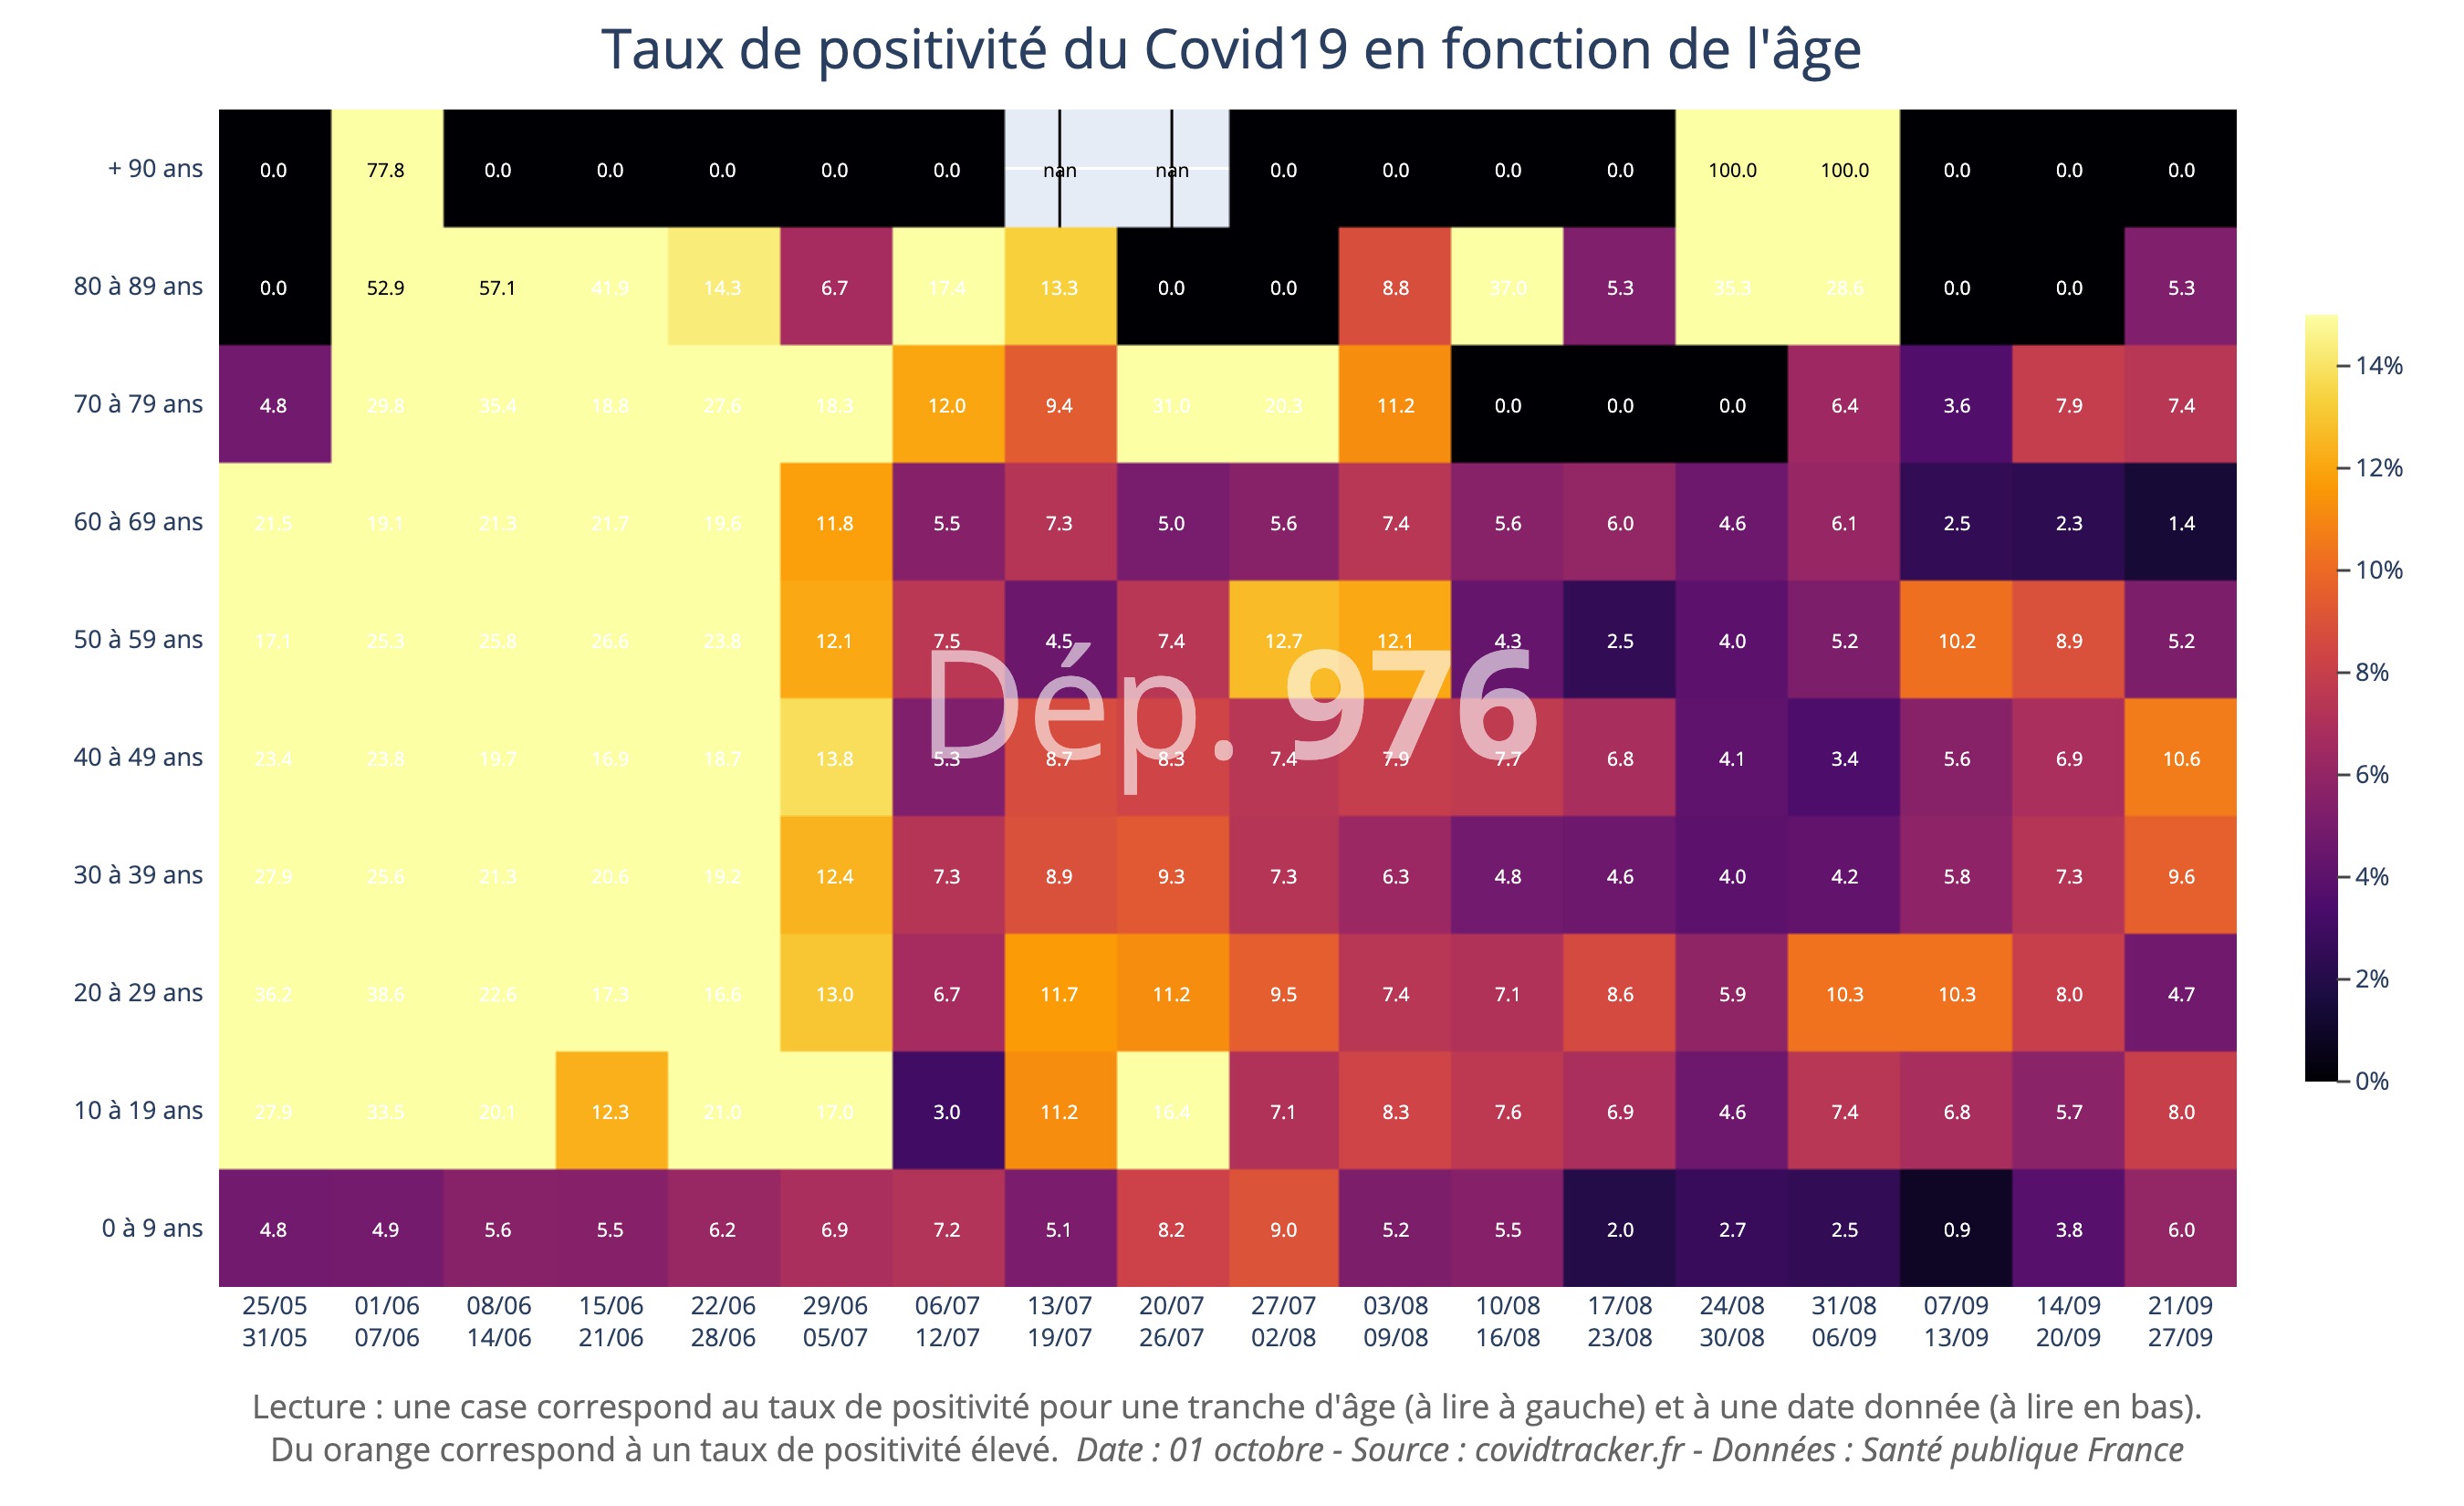 Taux de positivité du Covid19 en fonction de l'âge
+ 90 ans 0.0 77.8 0.0 0.0 0.0 0.0 0.0 nan nan 0.0 0.0 0.0 0.0 100.0 100.0 0.0 0.0 0.0
80 à 89 ans 0.0 52.9 57.1 41.9 14.3 6.7 17.4 13.3 0.0 0.0 8.8 37.0 5.3 35.3 28.6 0.0 0.0 5.3
70 à 79 ans 4.8 29.8 35.4 18.8 27.6 18.3 12.0 9.4 31.0 20.3 11.2 0.0 0.0 0.0 6.4 3.6 7.9 7.4
60 à 69 ans 21.5 19.1 21.3 21.7 19.6 11.8 5.5 7.3 5.0 5.6 7.4 5.6 6.0 4.6 6.1 2.5 2.3 1.4
50 à 59 ans 17.1 25.3 25.8 26.6 23.8 12.1 7.5 4.5 7.4 12.7 12.1 4.3 2.5 4.0 5.2 10.2 8.9 5.2
Dép. 976
40 à 49 ans 23.4 23.8 19.7 16.9 18.7 13.8 5.3 8.7 8.3 7.4 7.9 7.7 6.8 4.1 3.4 5.6 6.9 10.6
30 à 39 ans 27.9 25.6 21.3 20.6 19.2 12.4 7.3 8.9 9.3 7.3 6.3 4.8 4.6 4.0 4.2 5.8 7.3 9.6
20 à 29 ans 36.2 38.6 22.6 17.3 16.6 13.0 6.7 11.7 11.2 9.5 7.4 7.1 8.6 5.9 10.3 10.3 8.0 4.7
10 à 19 ans 27.9 33.5 20.1 12.3 21.0 17.0 3.0 11.2 16.4 7.1 8.3 7.6 6.9 4.6 7.4 6.8 5.7 8.0
0 à 9 ans 4.8 4.9 5.6 5.5 6.2 6.9 7.2 5.1 8.2 9.0 5.2 5.5 2.0 2.7 2.5 0.9 3.8 6.0
25/05 01/06 08/06 15/06 22/06 29/06 06/07 13/07 20/07 27/07 03/08 10/08 17/08 24/08 31/08 07/09 14/09 21/09
31/05 07/06 14/06 21/06 28/06 05/07 12/07 19/07 26/07 02/08 09/08 16/08 23/08 30/08 06/09 13/09 20/09 27/09
14%
12%
10%
8%
6%
4%
2%
0%
Lecture : une case correspond au taux de positivité pour une tranche d'âge (à lire à gauche) et à une date donnée (à lire en bas).
Du orange correspond à un taux de positivité élevé. Date : 01 octobre - Source : covidtracker.fr - Données : Santé publique France